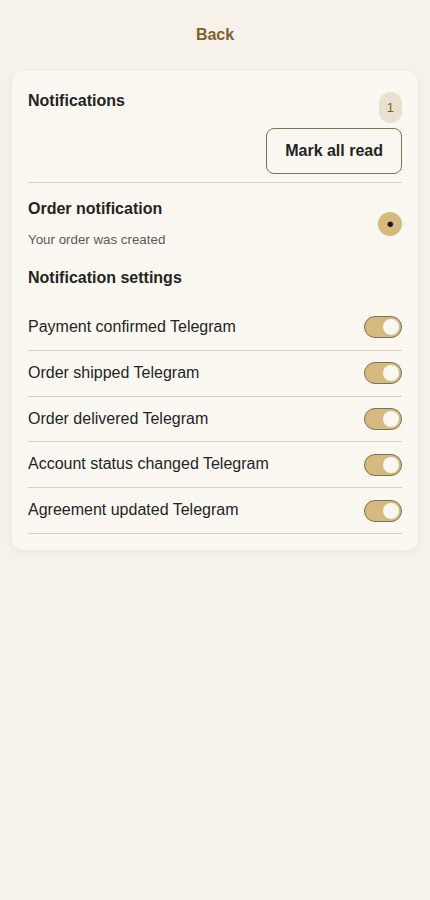 Back
Notifications
1
Mark all read
Order notification
Your order was created
Notification settings
Payment confirmed Telegram
Order shipped Telegram
Order delivered Telegram
Account status changed Telegram
Agreement updated Telegram